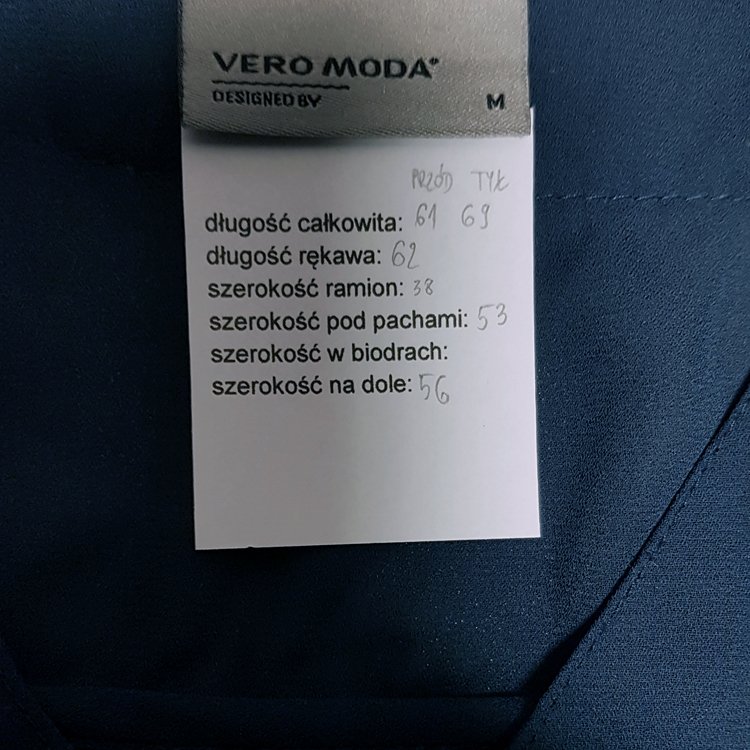 VERO MODA®
DESIGNED BY M
PRZÓD TYŁ
długość całkowita: 61 69
długość rękawa: 62
szerokość ramion: 38
szerokość pod pachami: 53
szerokość w biodrach:
szerokość na dole: 56